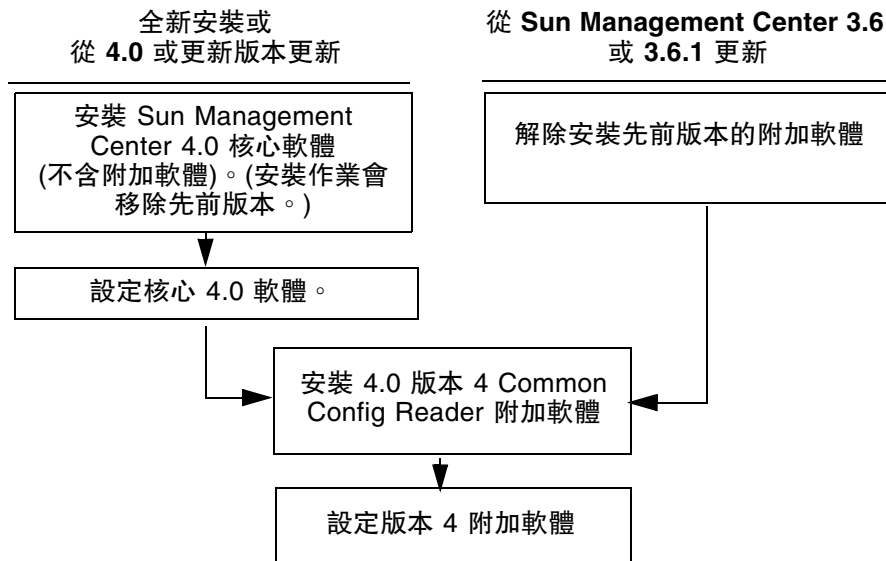 全新安裝或
從 4.0 或更新版本更新
從 Sun Management Center 3.6
或 3.6.1 更新
安裝 Sun Management
Center 4.0 核心軟體
(不含附加軟體)。(安裝作業會
移除先前版本。)
解除安裝先前版本的附加軟體
設定核心 4.0 軟體。
安裝 4.0 版本 4 Common
Config Reader 附加軟體
設定版本 4 附加軟體